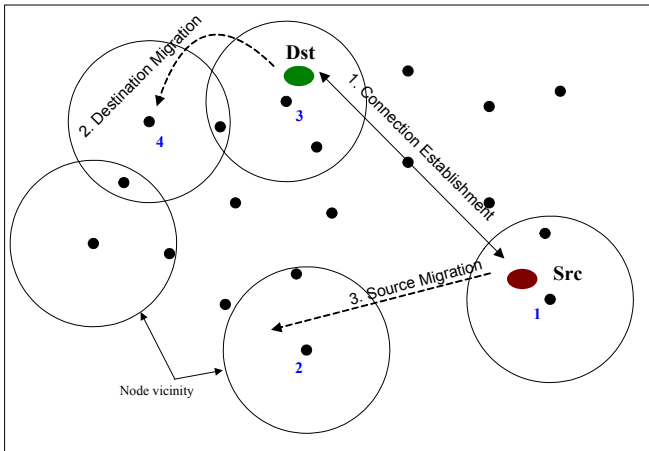 Dst
2. Destination Migration
1. Connection Establishment
3
4
3. Source Migration
Src
1
2
Node vicinity